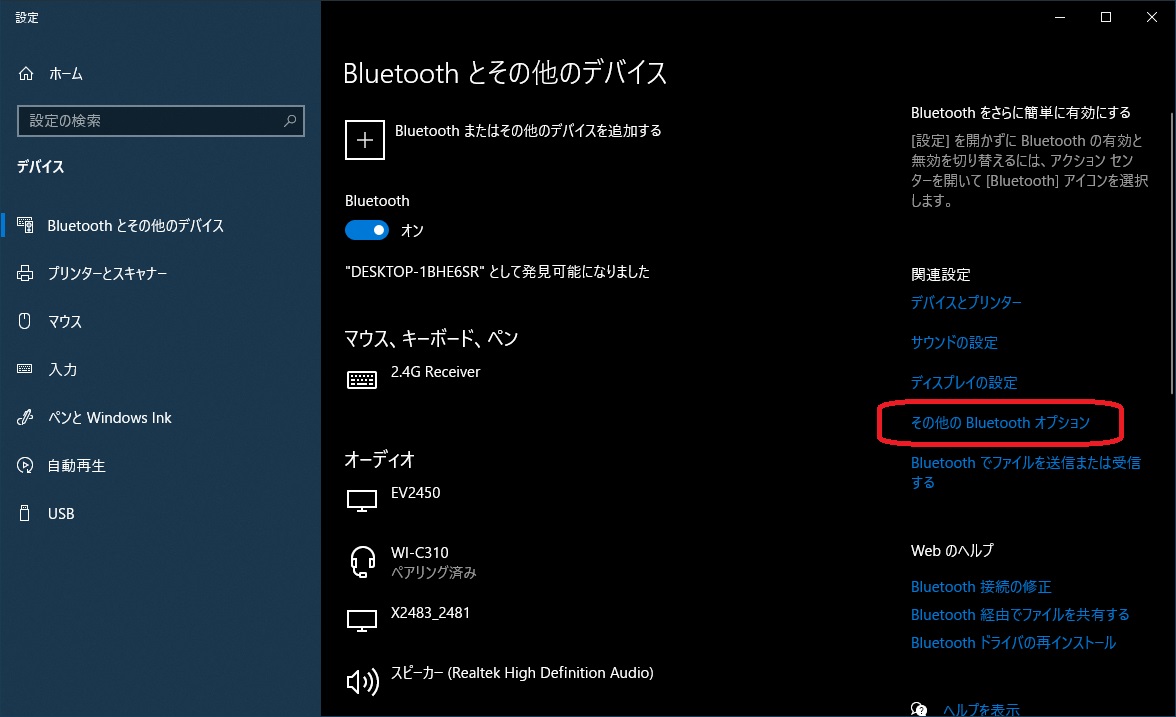 設定
ホーム
設定の検索
デバイス
Bluetooth とその他のデバイス
プリンターとスキャナー
マウス
入力
ペンと Windows Ink
自動再生
USB
Bluetooth とその他のデバイス
Bluetooth またはその他のデバイスを追加する
Bluetooth
オン
"DESKTOP-1BHE6SR" として発見可能になりました
マウス、キーボード、ペン
2.4G Receiver
オーディオ
EV2450
WI-C310
ペアリング済み
X2483_2481
スピーカー (Realtek High Definition Audio)
Bluetooth をさらに簡単に有効にする
[設定] を開かずに Bluetooth の有効と
無効を切り替えるには、アクション セン
ターを開いて [Bluetooth] アイコンを選択
します。
関連設定
デバイスとプリンター
サウンドの設定
ディスプレイの設定
その他の Bluetooth オプション
Bluetooth でファイルを送信または受信
する
Web のヘルプ
Bluetooth 接続の修正
Bluetooth 経由でファイルを共有する
Bluetooth ドライバの再インストール
ヘルプを表示